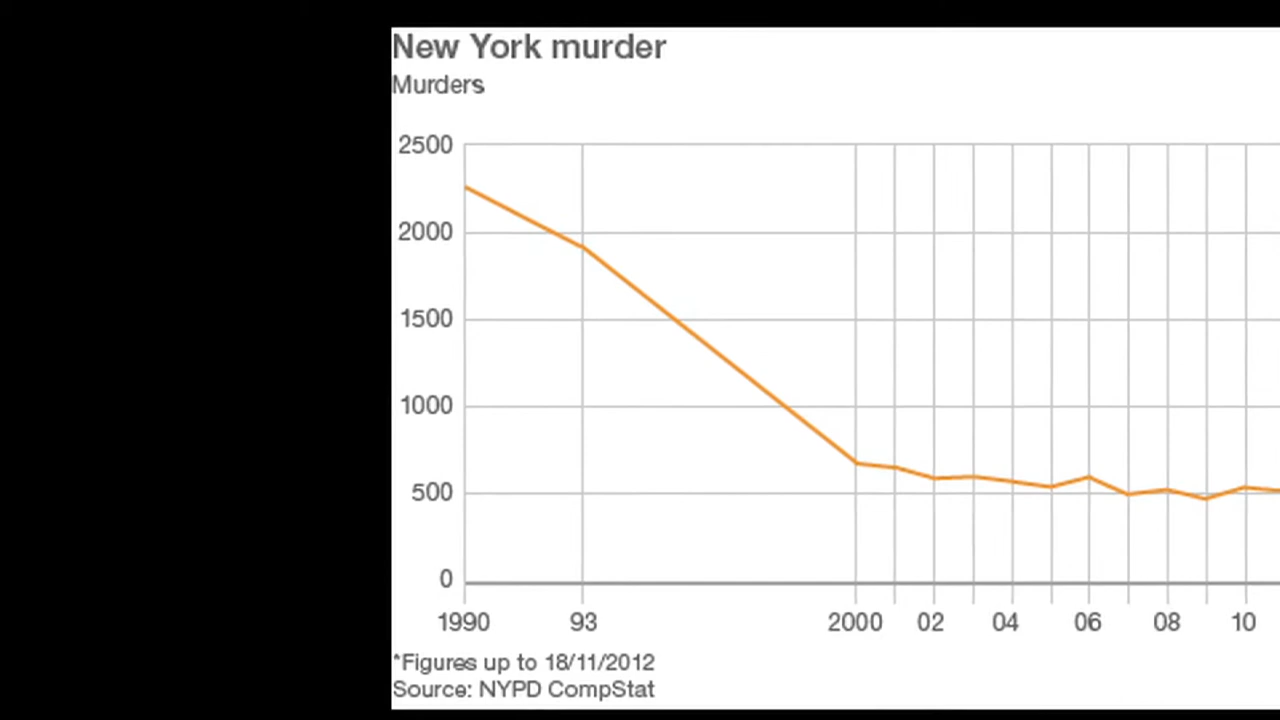 New York murder
Murders
2500
2000
1500
1000
500
0
1990 93 2000 02 04 06 08 10
*Figures up to 18/11/2012
Source: NYPD CompStat